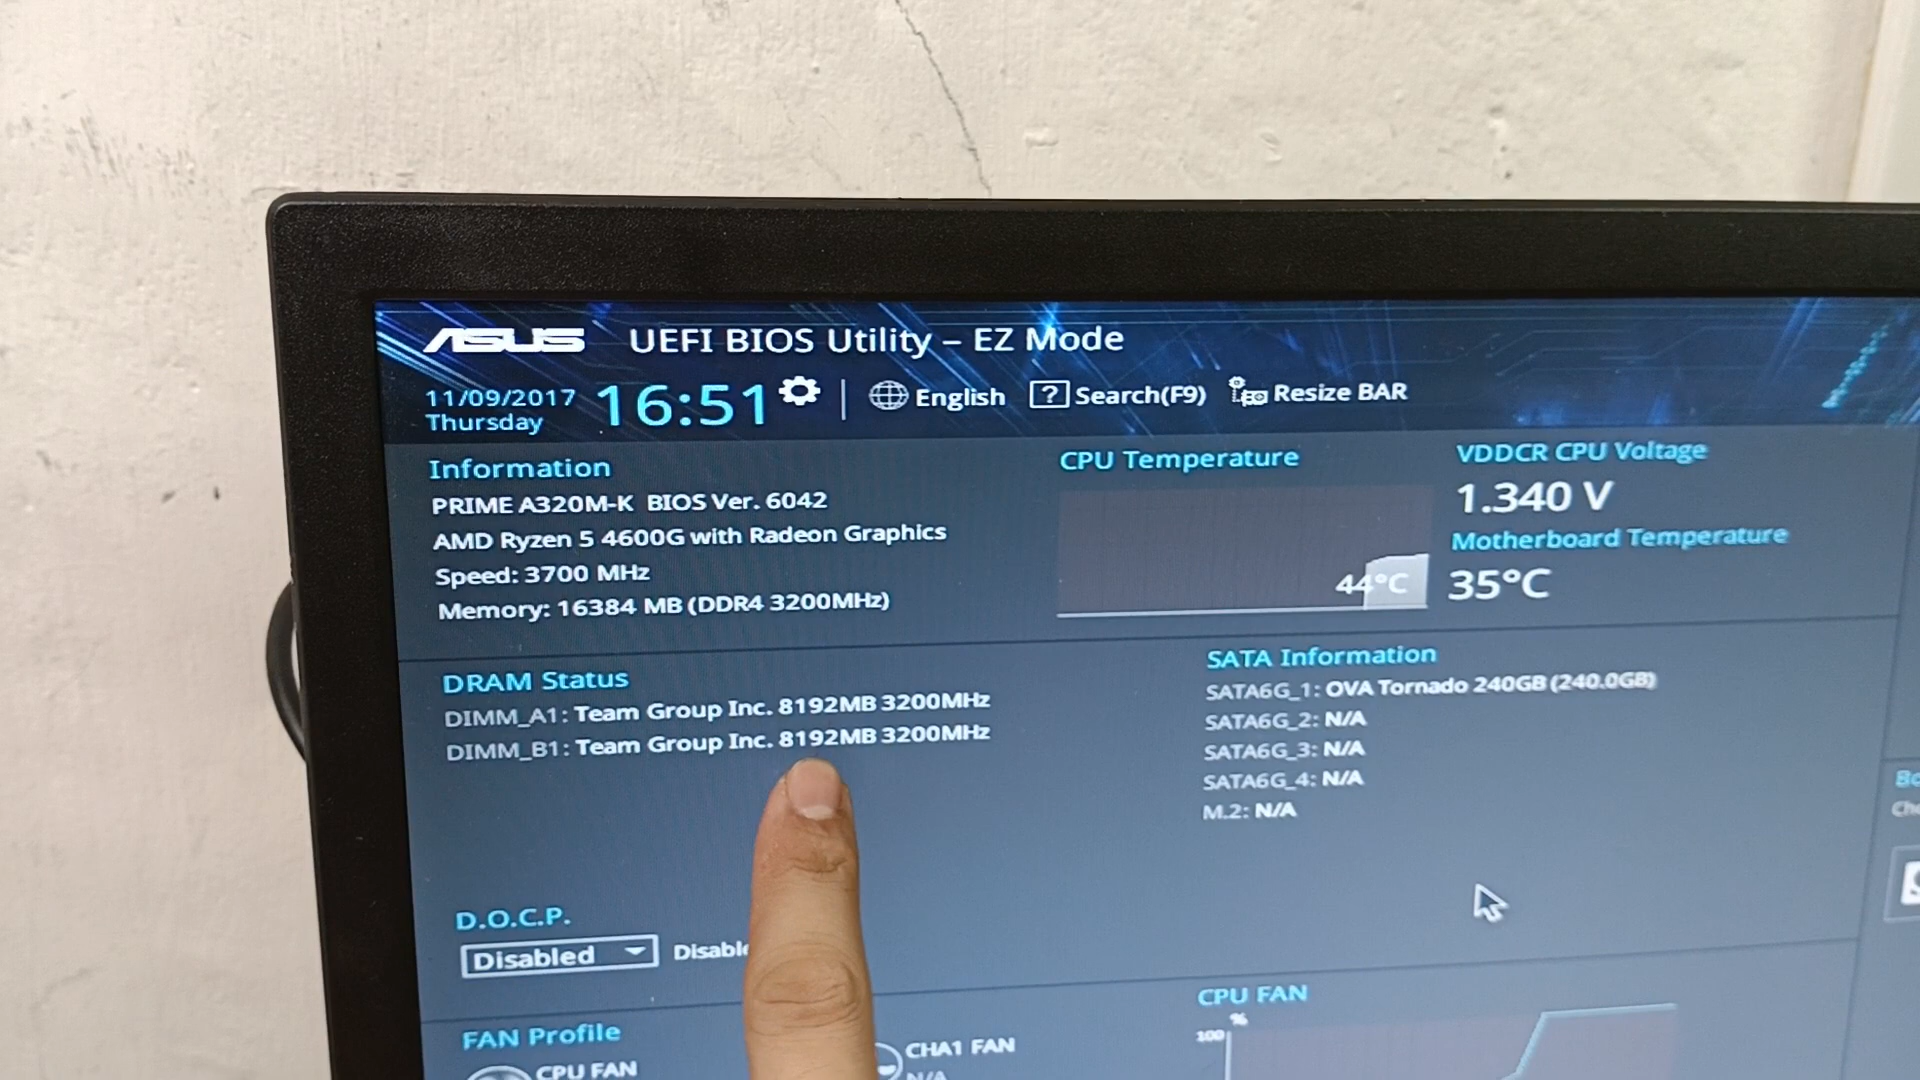 ASUS UEFI BIOS Utility – EZ Mode
11/09/2017
Thursday
16:51
English
Search(F9)
Resize BAR
Information
PRIME A320M-K BIOS Ver. 6042
AMD Ryzen 5 4600G with Radeon Graphics
Speed: 3700 MHz
Memory: 16384 MB (DDR4 3200MHz)
CPU Temperature
44°C
VDDCR CPU Voltage
1.340 V
Motherboard Temperature
35°C
DRAM Status
DIMM_A1: Team Group Inc. 8192MB 3200MHz
DIMM_B1: Team Group Inc. 8192MB 3200MHz
SATA Information
SATA6G_1: OVA Tornado 240GB (240.0GB)
SATA6G_2: N/A
SATA6G_3: N/A
SATA6G_4: N/A
M.2: N/A
D.O.C.P.
Disabled
FAN Profile
CPU FAN
CHA1 FAN
N/A
CPU FAN
%
100